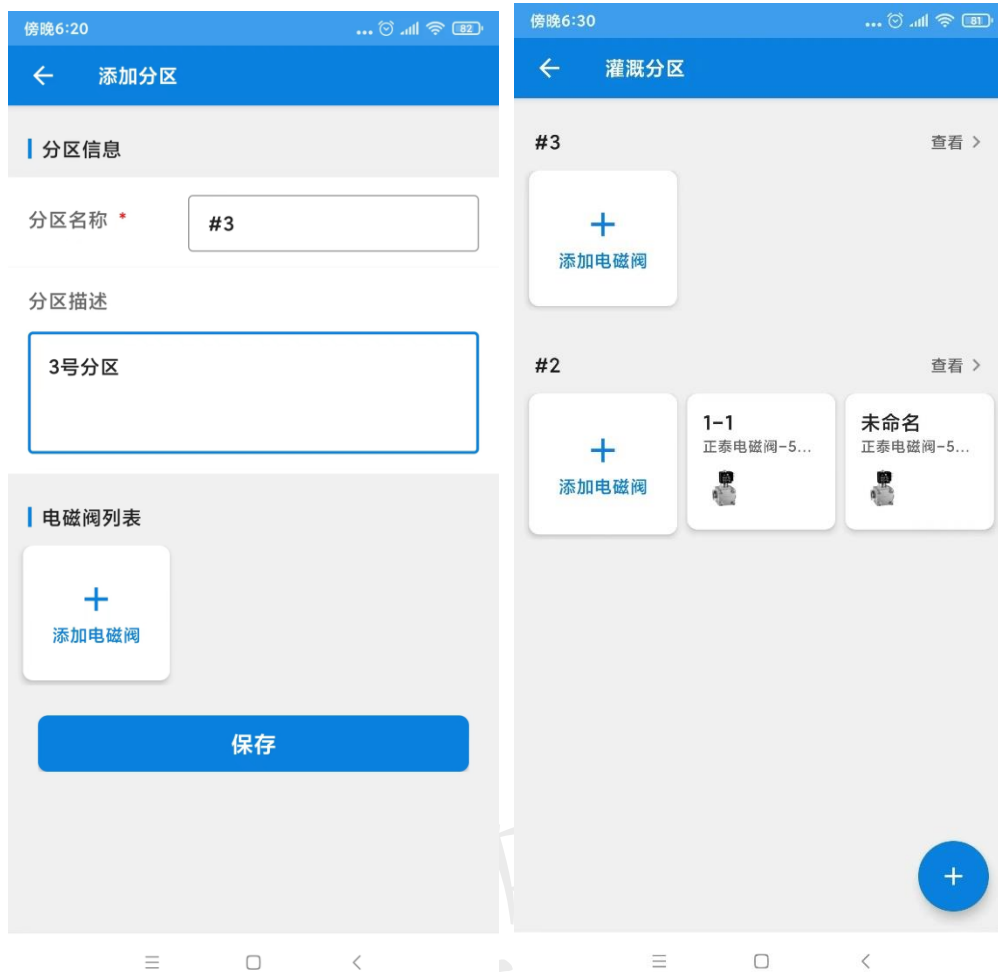 傍晚6:20
... 82
添加分区
分区信息
分区名称 *
#3
分区描述
3号分区
电磁阀列表
添加电磁阀
保存
傍晚6:30
... 81
灌溉分区
#3
查看
添加电磁阀
#2
查看
添加电磁阀
1-1
正泰电磁阀-5...
未命名
正泰电磁阀-5...